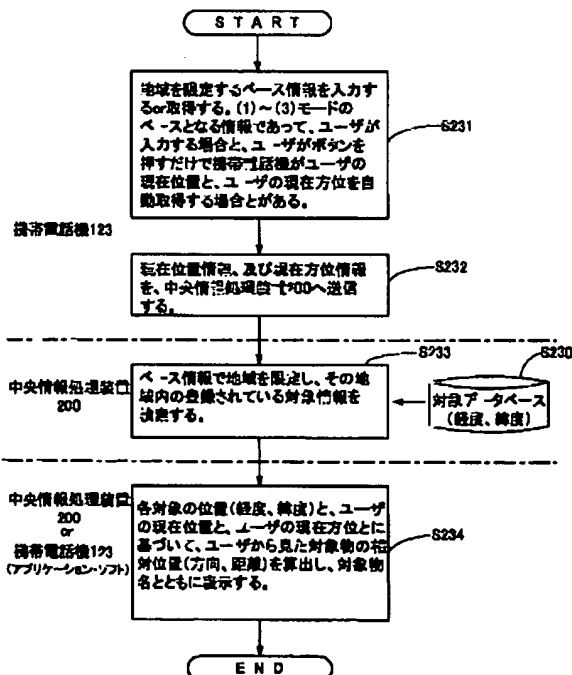 START
地域を限定するベース情報を入力す
るor取得する。(1)～(3)モードの
ベースとなる情報であって、ユーザが
入力する場合と、ユーザがボタンを
押すだけで携帯電話機がユーザの
現在位置と、ユーザの現在方位を自
動取得する場合とがある。
S231
携帯電話機123
現在位置情報、及び現在方位情報
を、中央情報処理装置200へ送信
する。
S232
中央情報処理装置
200
ベース情報で地域を限定し、その地
域内の登録されている対象情報を
検索する。
S233
S230
対象データベース
(経度、緯度)
中央情報処理装置
200
or
携帯電話機123
(アプリケーション・ソフト)
各対象の位置(経度、緯度)と、ユーザ
の現在位置と、ユーザの現在方位とに
基づいて、ユーザから見た対象物の相
対位置(方向、距離)を算出し、対象物
名とともに表示する。
S234
END